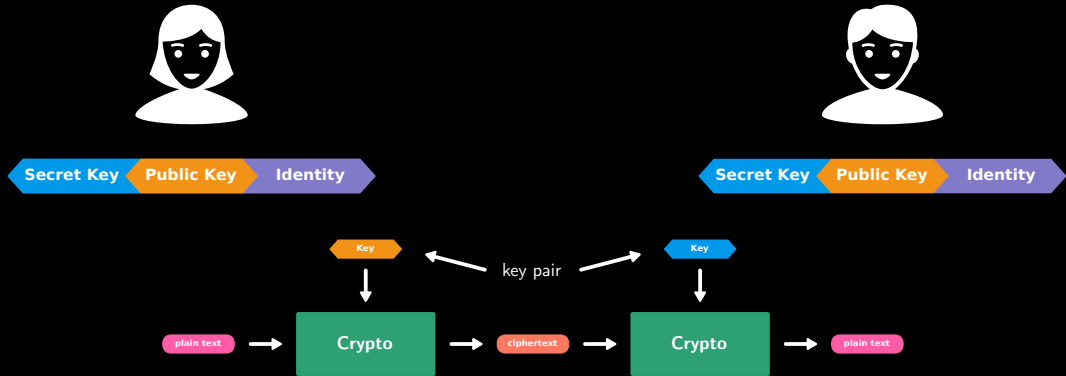 Secret Key Public Key Identity
Secret Key Public Key Identity
Key
key pair
Key
plain text
Crypto
ciphertext
Crypto
plain text